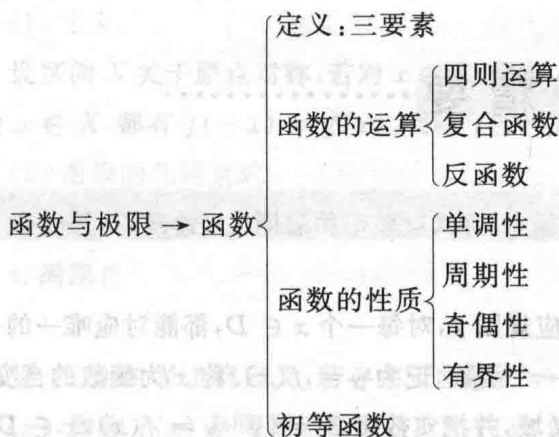 定义:三要素
四则运算
函数的运算
复合函数
反函数
函数与极限→函数
单调性
周期性
函数的性质
奇偶性
有界性
初等函数